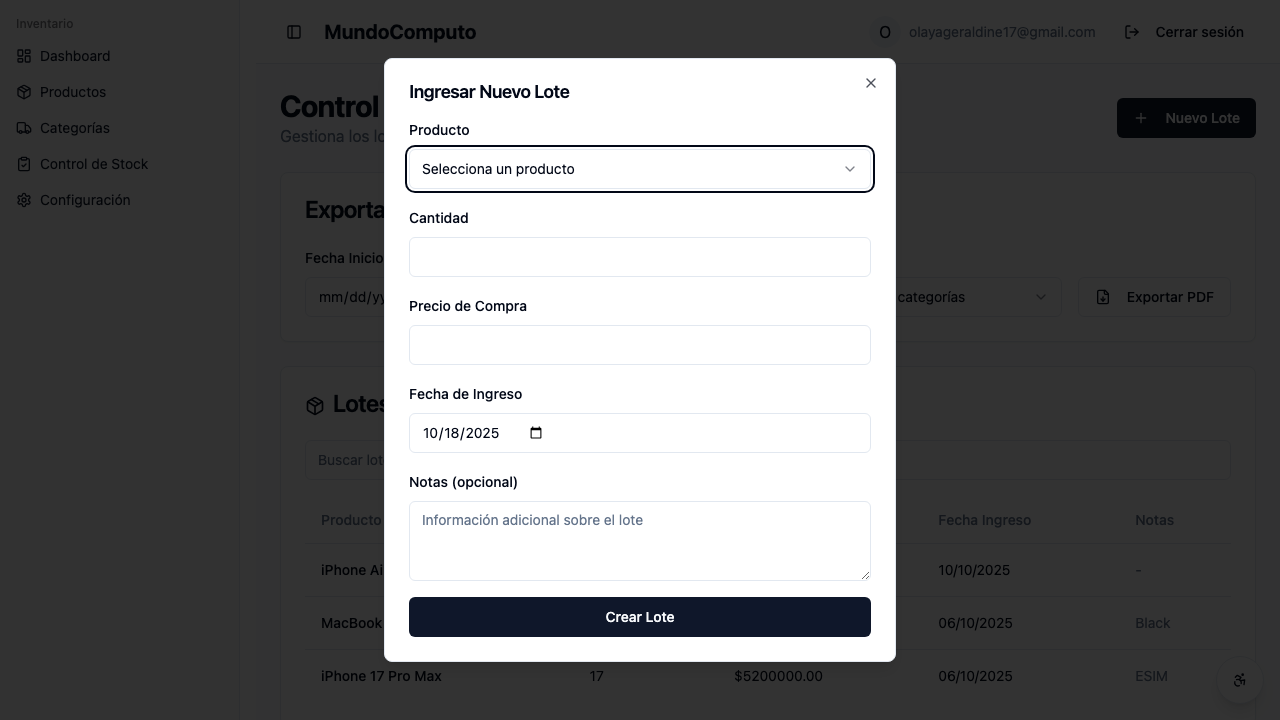 Inventario
Dashboard
Productos
Categorías
Control de Stock
Configuración
MundoComputo
O
olayageraldine17@gmail.com
Cerrar sesión
Control
Gestiona los
Nuevo Lote
Fecha Inicio
mm/dd/yy
categorías
Exportar PDF
Lotes
Buscar
Producto
Fecha Ingreso
Notas
iPhone
10/10/2025
-
MacBook
06/10/2025
Black
iPhone 17 Pro Max
17
$5200000.00
06/10/2025
ESIM
Ingresar Nuevo Lote
Producto
Selecciona un producto
Cantidad
Precio de Compra
Fecha de Ingreso
10/18/2025
Notas (opcional)
Información adicional sobre el lote
Crear Lote